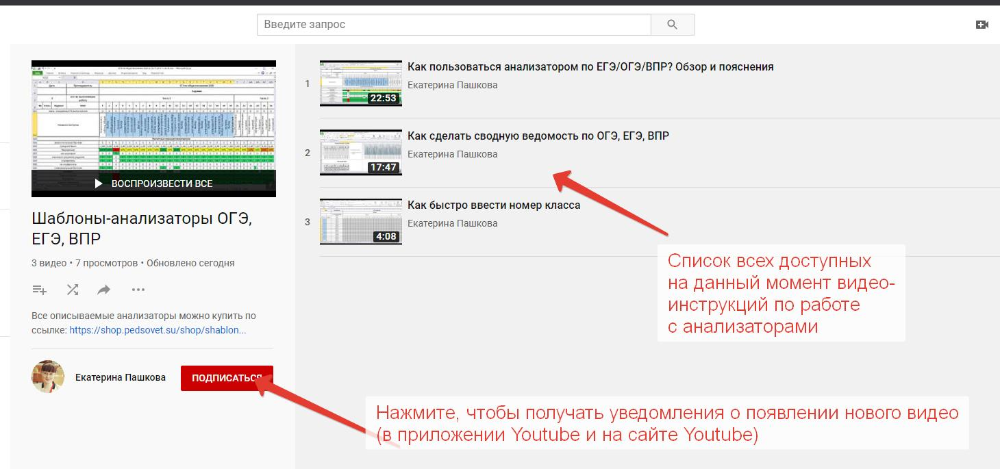 Введите запрос
ВОСПРОИЗВЕСТИ ВСЕ
Шаблоны-анализаторы ОГЭ,
ЕГЭ, ВПР
3 видео • 7 просмотров • Обновлено сегодня
Все описываемые анализаторы можно купить по
ссылке: https://shop.pedsovet.su/shop/shablon...
Екатерина Пашкова
ПОДПИСАТЬСЯ
1
22:53
Как пользоваться анализатором по ЕГЭ/ОГЭ/ВПР? Обзор и пояснения
Екатерина Пашкова
2
17:47
Как сделать сводную ведомость по ОГЭ, ЕГЭ, ВПР
Екатерина Пашкова
3
4:08
Как быстро ввести номер класса
Екатерина Пашкова
Список всех доступных
на данный момент видео-
инструкций по работе
с анализаторами
Нажмите, чтобы получать уведомления о появлении нового видео
(в приложении Youtube и на сайте Youtube)